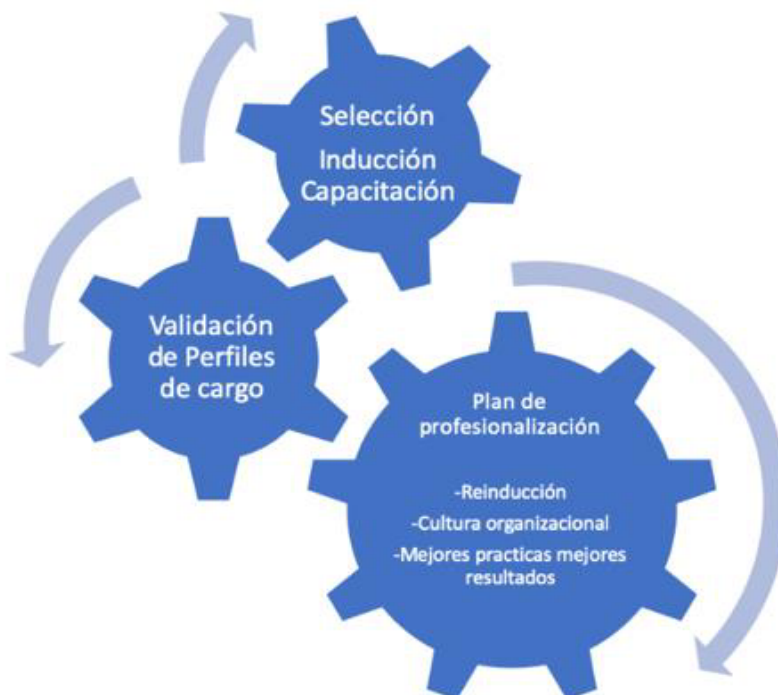 Selección
Inducción
Capacitación
Validación
de Perfiles
de cargo
Plan de
profesionalización
-Reinducción
-Cultura organizacional
-Mejores practicas mejores
resultados